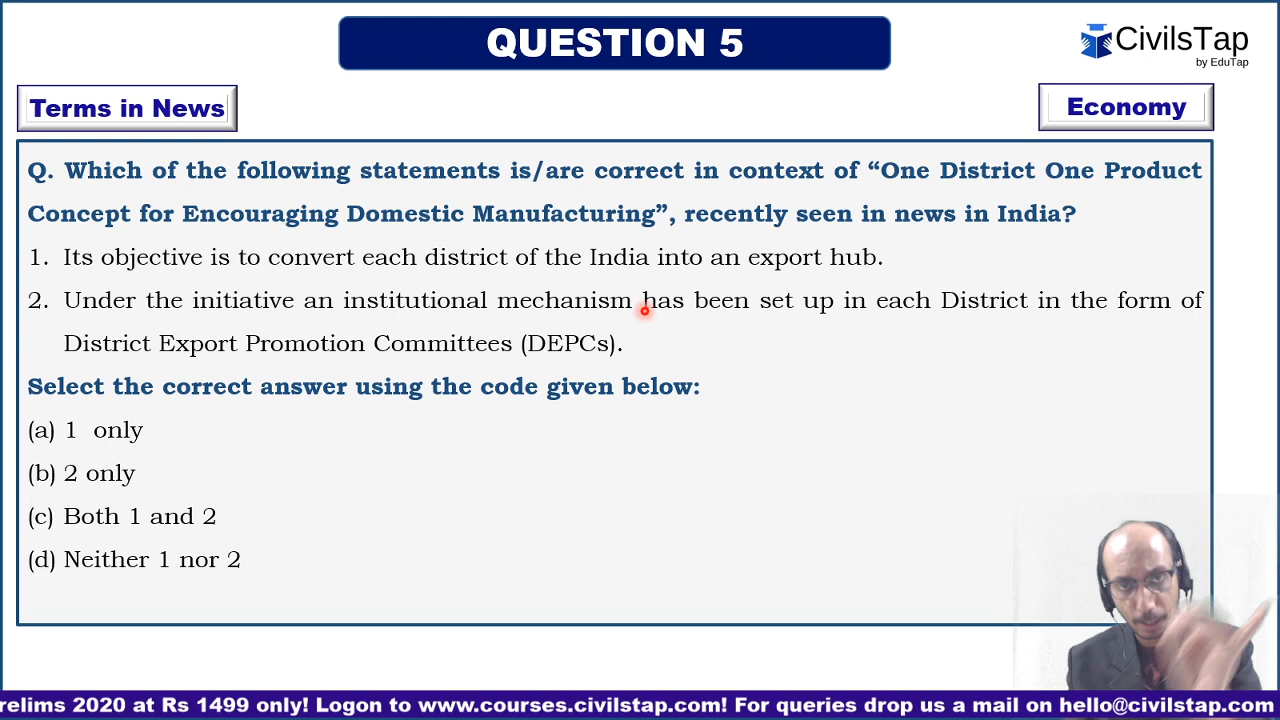 QUESTION 5
CivilsTap
by EduTap
Terms in News
Economy
Q. Which of the following statements is/are correct in context of “One District One Product
Concept for Encouraging Domestic Manufacturing”, recently seen in news in India?
1. Its objective is to convert each district of the India into an export hub.
2. Under the initiative an institutional mechanism has been set up in each District in the form of
District Export Promotion Committees (DEPCs).
Select the correct answer using the code given below:
(a) 1 only
(b) 2 only
(c) Both 1 and 2
(d) Neither 1 nor 2
relims 2020 at Rs 1499 only! Logon to www.courses.civilstap.com! For queries drop us a mail on hello@civilstap.com